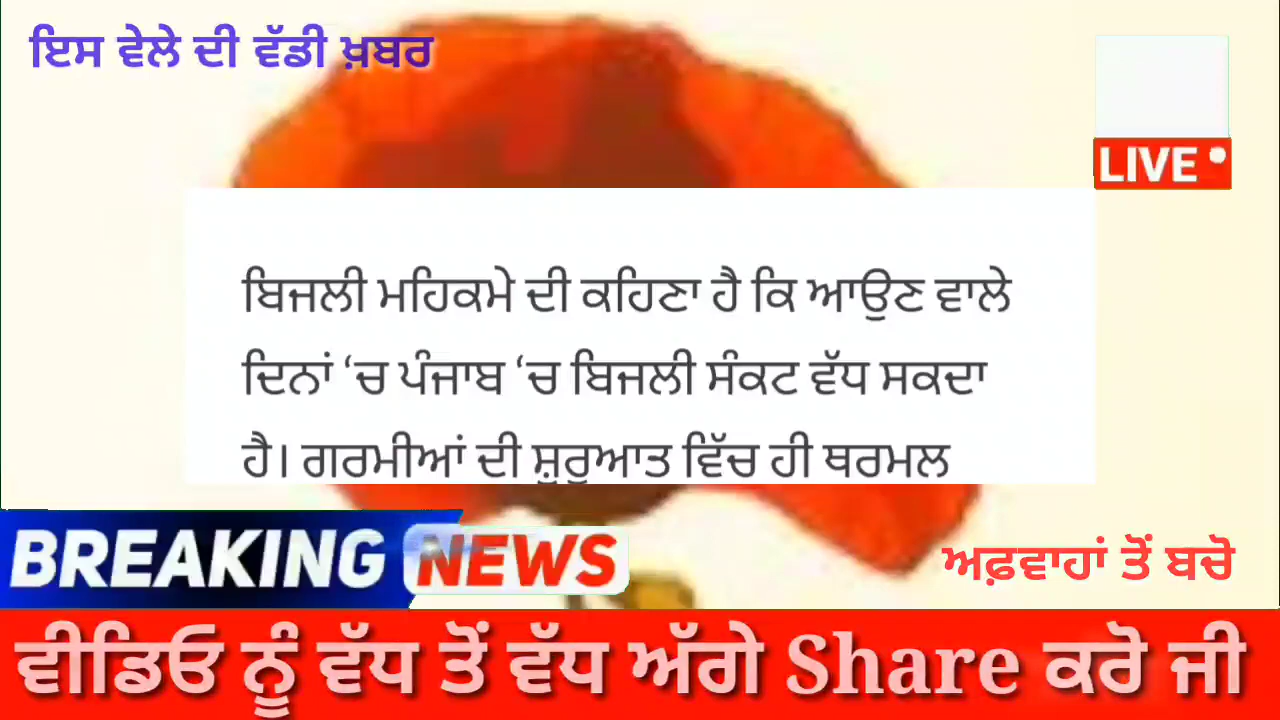 ਇਸ ਵੇਲੇ ਦੀ ਵੱਡੀ ਖ਼ਬਰ
LIVE
ਬਿਜਲੀ ਮਹਿਕਮੇ ਦੀ ਕਹਿਣਾ ਹੈ ਕਿ ਆਉਣ ਵਾਲੇ
ਦਿਨਾਂ ‘ਚ ਪੰਜਾਬ ‘ਚ ਬਿਜਲੀ ਸੰਕਟ ਵੱਧ ਸਕਦਾ
ਹੈ। ਗਰਮੀਆਂ ਦੀ ਸ਼ੁਰੂਆਤ ਵਿੱਚ ਹੀ ਥਰਮਲ
BREAKING NEWS
ਅਫ਼ਵਾਹਾਂ ਤੋਂ ਬਚੋ
ਵੀਡਿਓ ਨੂੰ ਵੱਧ ਤੋਂ ਵੱਧ ਅੱਗੇ Share ਕਰੋ ਜੀ